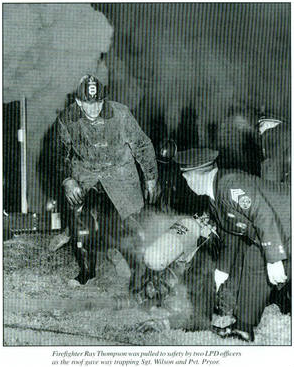 Firefighter Ray Thompson was pulled to safety by two LPD officers
as the roof gave way trapping Sgt. Wilson and Pvt. Pryor.